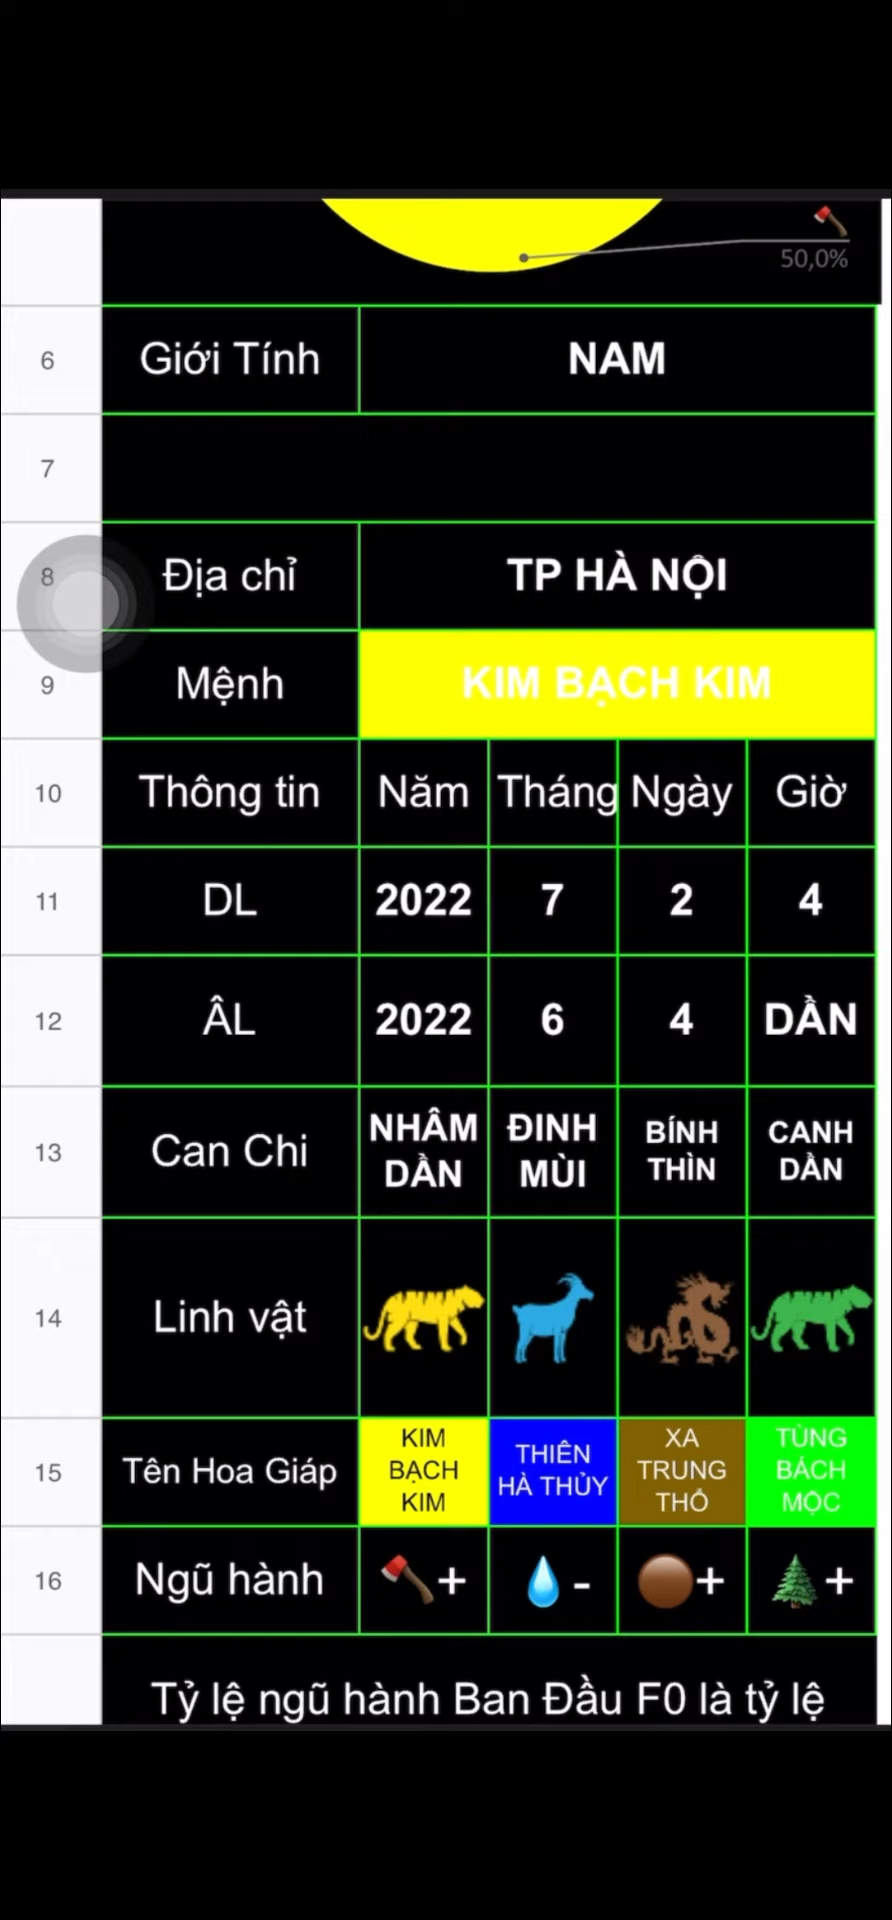 50,0%
6 Giới Tính NAM
7
8 Địa chỉ TP HÀ NỘI
9 Mệnh KIM BẠCH KIM
10 Thông tin Năm Tháng Ngày Giờ
11 DL 2022 7 2 4
12 ÂL 2022 6 4 DẦN
13 Can Chi
NHÂM
DẦN
ĐINH
MÙI
BÍNH
THÌN
CANH
DẦN
14 Linh vật
15 Tên Hoa Giáp
KIM
BẠCH
KIM
THIÊN
HÀ THỦY
XA
TRUNG
THỔ
TÙNG
BÁCH
MỘC
16 Ngũ hành + - + +
Tỷ lệ ngũ hành Ban Đầu F0 là tỷ lệ